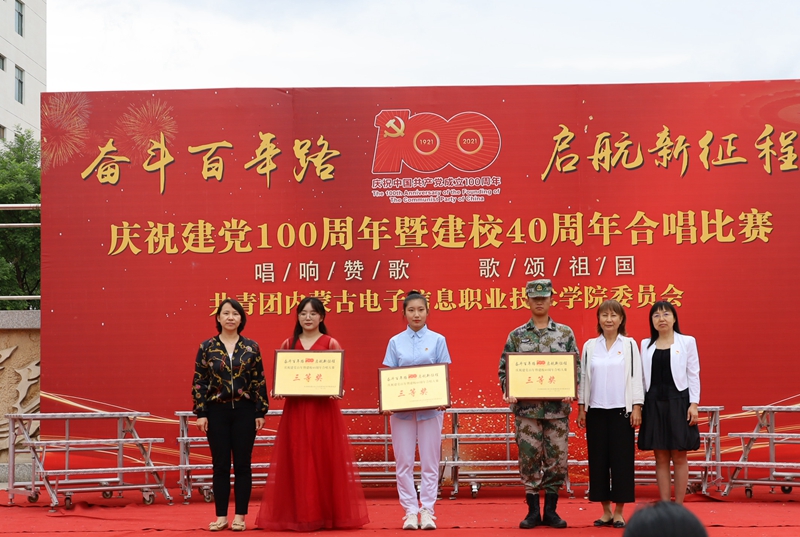 奋斗百年路
启航新征程
100
1921
2021
庆祝中国共产党成立100周年
The 100th Anniversary of the Founding of
The Communist Party of China
庆祝建党100周年暨建校40周年合唱比赛
唱/响/赞/歌 歌/颂/祖/国
共青团内蒙古电子信息职业技术学院委员会
三等奖
三等奖
三等奖